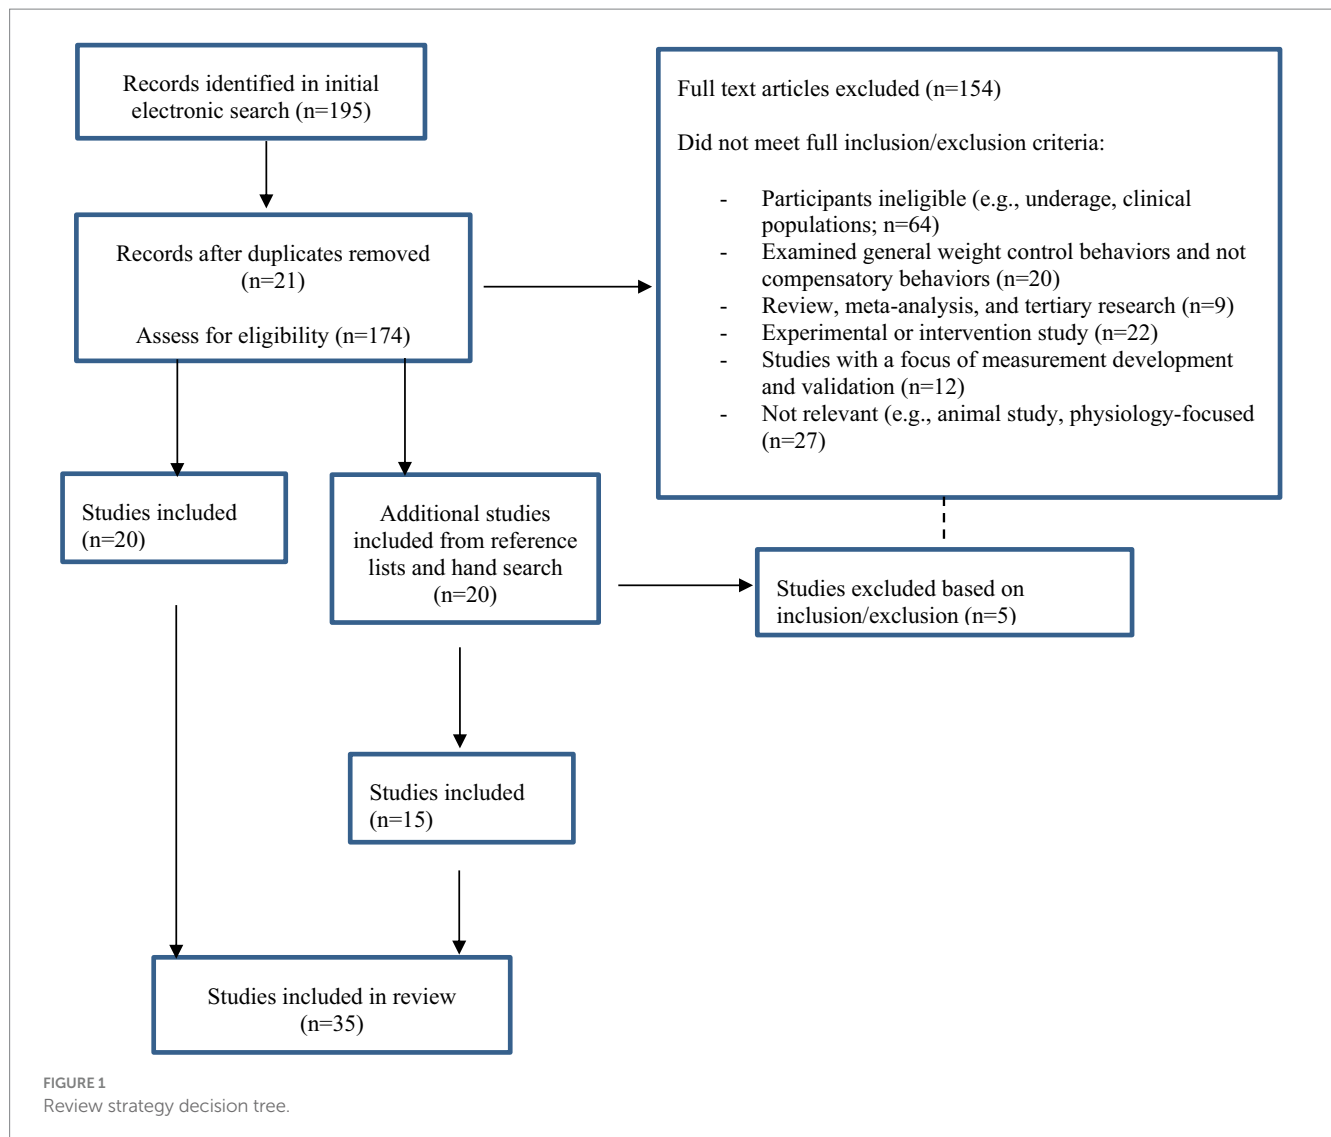 Records identified in initial
electronic search (n=195)
Records after duplicates removed
(n=21)
Assess for eligibility (n=174)
Full text articles excluded (n=154)
Did not meet full inclusion/exclusion criteria:
- Participants ineligible (e.g., underage, clinical
populations; n=64)
- Examined general weight control behaviors and not
compensatory behaviors (n=20)
- Review, meta-analysis, and tertiary research (n=9)
- Experimental or intervention study (n=22)
- Studies with a focus of measurement development
and validation (n=12)
- Not relevant (e.g., animal study, physiology-focused
(n=27)
Studies included
(n=20)
Additional studies
included from reference
lists and hand search
(n=20)
Studies excluded based on
inclusion/exclusion (n=5)
Studies included
(n=15)
Studies included in review
(n=35)
FIGURE 1
Review strategy decision tree.